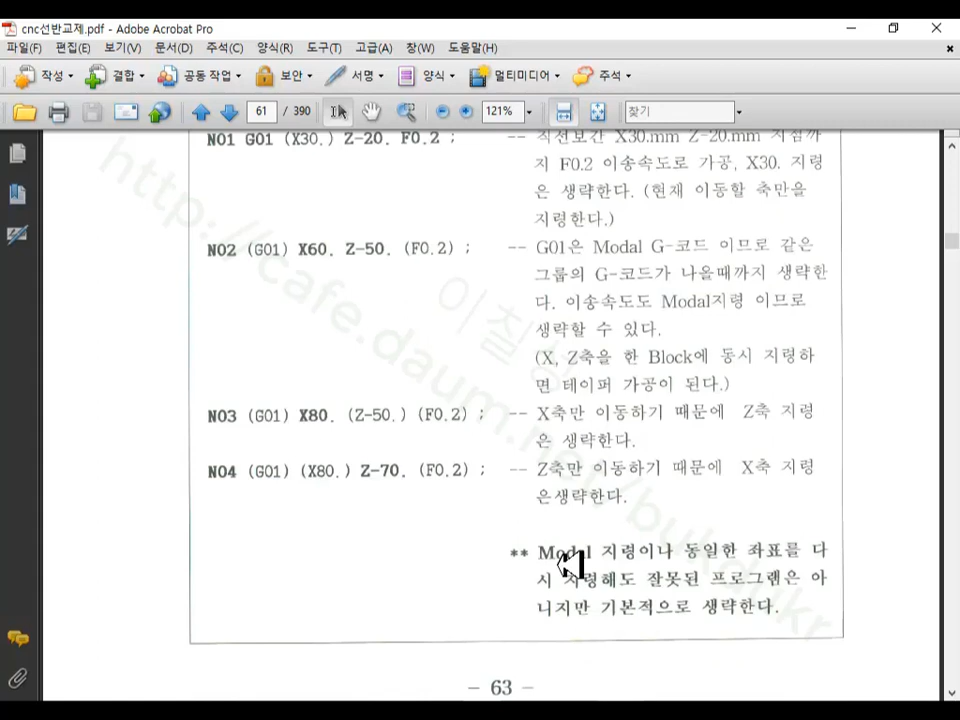 cnc선반교제.pdf - Adobe Acrobat Pro
파일(F) 편집(E) 보기(V) 문서(D) 주석(C) 양식(R) 도구(T) 고급(A) 창(W) 도움말(H)
작성 결합 공동 작업 보안 서명 양식 멀티미디어 주석
61 / 390 121% 찾기
N01 G01 (X30.) Z-20. F0.2 ; -- 직선보간 X30.mm Z-20.mm 지점까
지 F0.2 이송속도로 가공, X30. 지령
은 생략한다. (현재 이동할 축만을
지령한다.)
N02 (G01) X60. Z-50. (F0.2) ; -- G01은 Modal G-코드 이므로 같은
그룹의 G-코드가 나올때까지 생략한
다. 이송속도도 Modal지령 이므로
생략할 수 있다.
(X, Z축을 한 Block에 동시 지령하
면 테이퍼 가공이 된다.)
N03 (G01) X80. (Z-50.) (F0.2) ; -- X축만 이동하기 때문에 Z축 지령
은 생략한다.
N04 (G01) (X80.) Z-70. (F0.2) ; -- Z축만 이동하기 때문에 X축 지령
은생략한다.
** Modal 지령이나 동일한 좌표를 다
시 지령해도 잘못된 프로그램은 아
니지만 기본적으로 생략한다.
- 63 -
http://cafe.daum.net/bukdukr